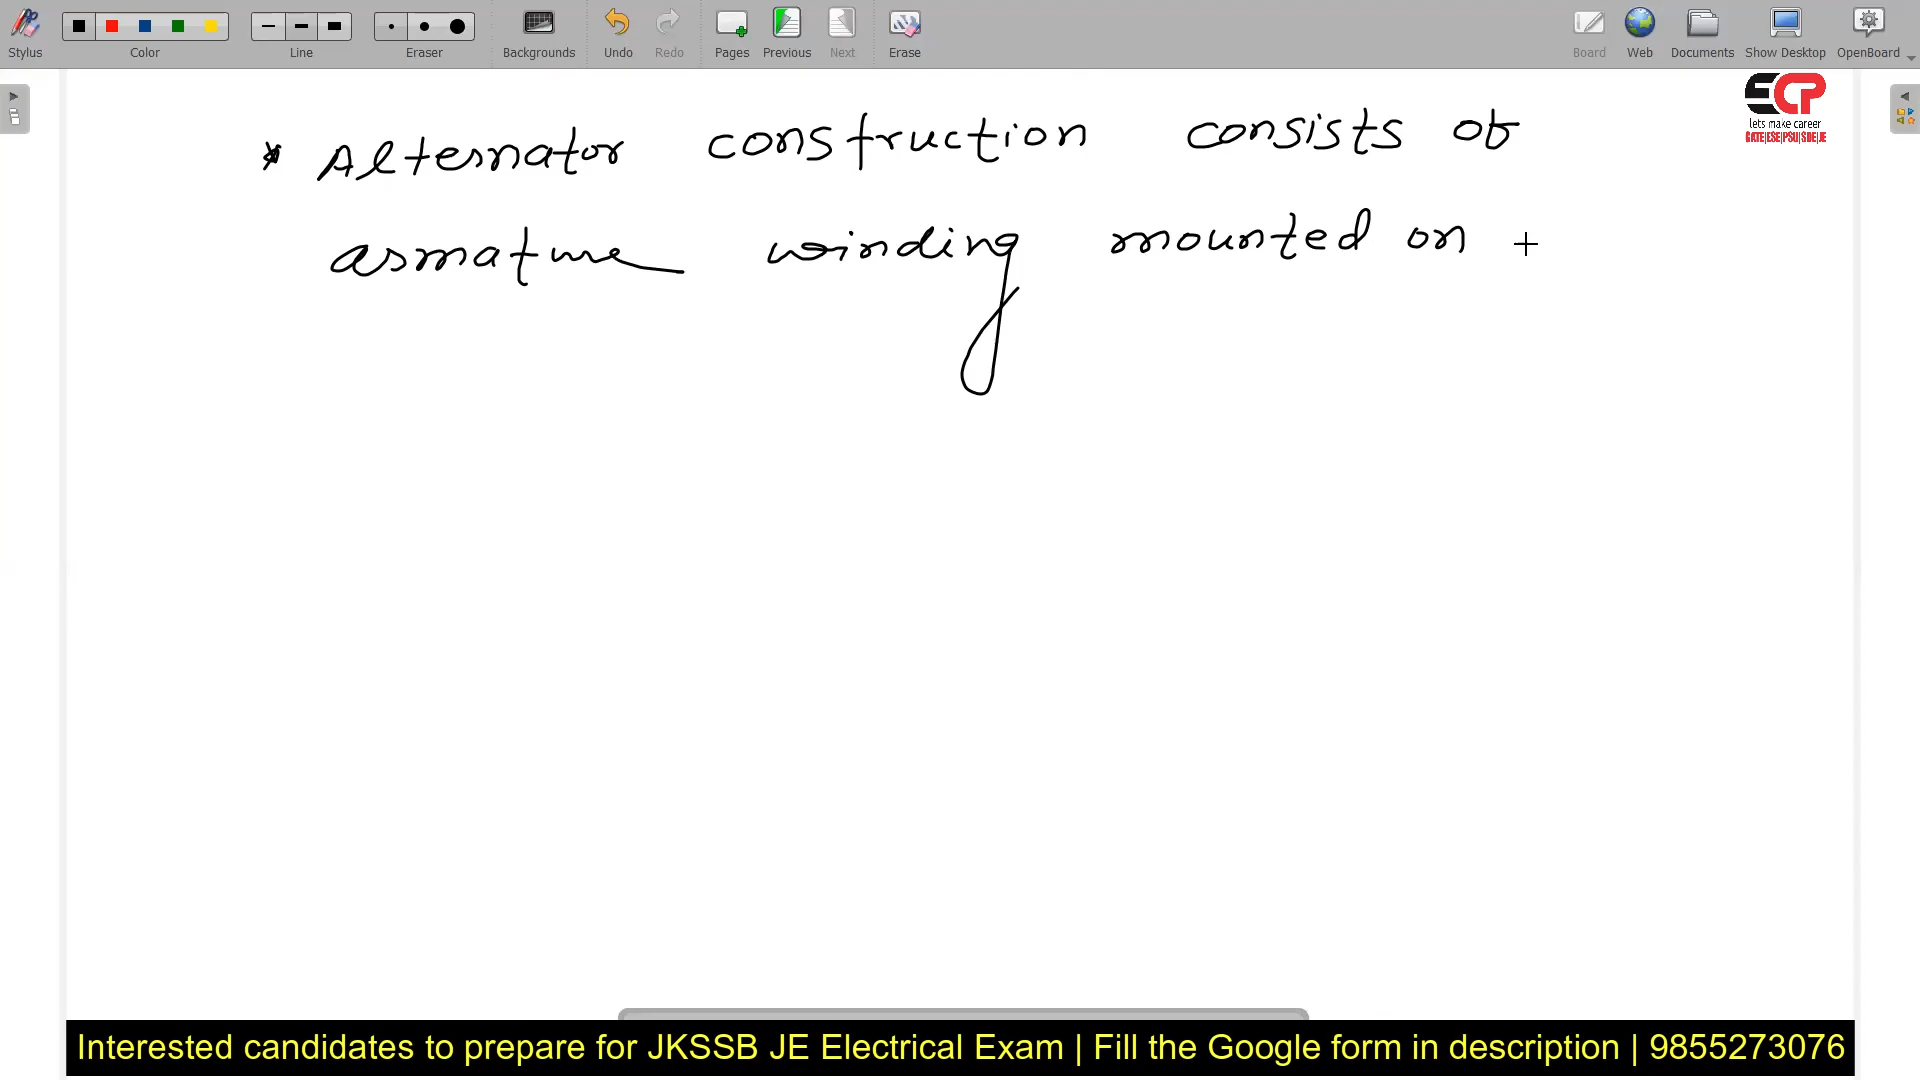 Stylus
Color
Line
Eraser
Backgrounds
Undo
Redo
Pages
Previous
Next
Erase
Board
Web
Documents
Show Desktop
OpenBoard
ECP
lets make career
GATE|ESE|PSU|SDE|JE
* Alternator construction consists of
armature winding mounted on
Interested candidates to prepare for JKSSB JE Electrical Exam | Fill the Google form in description | 9855273076